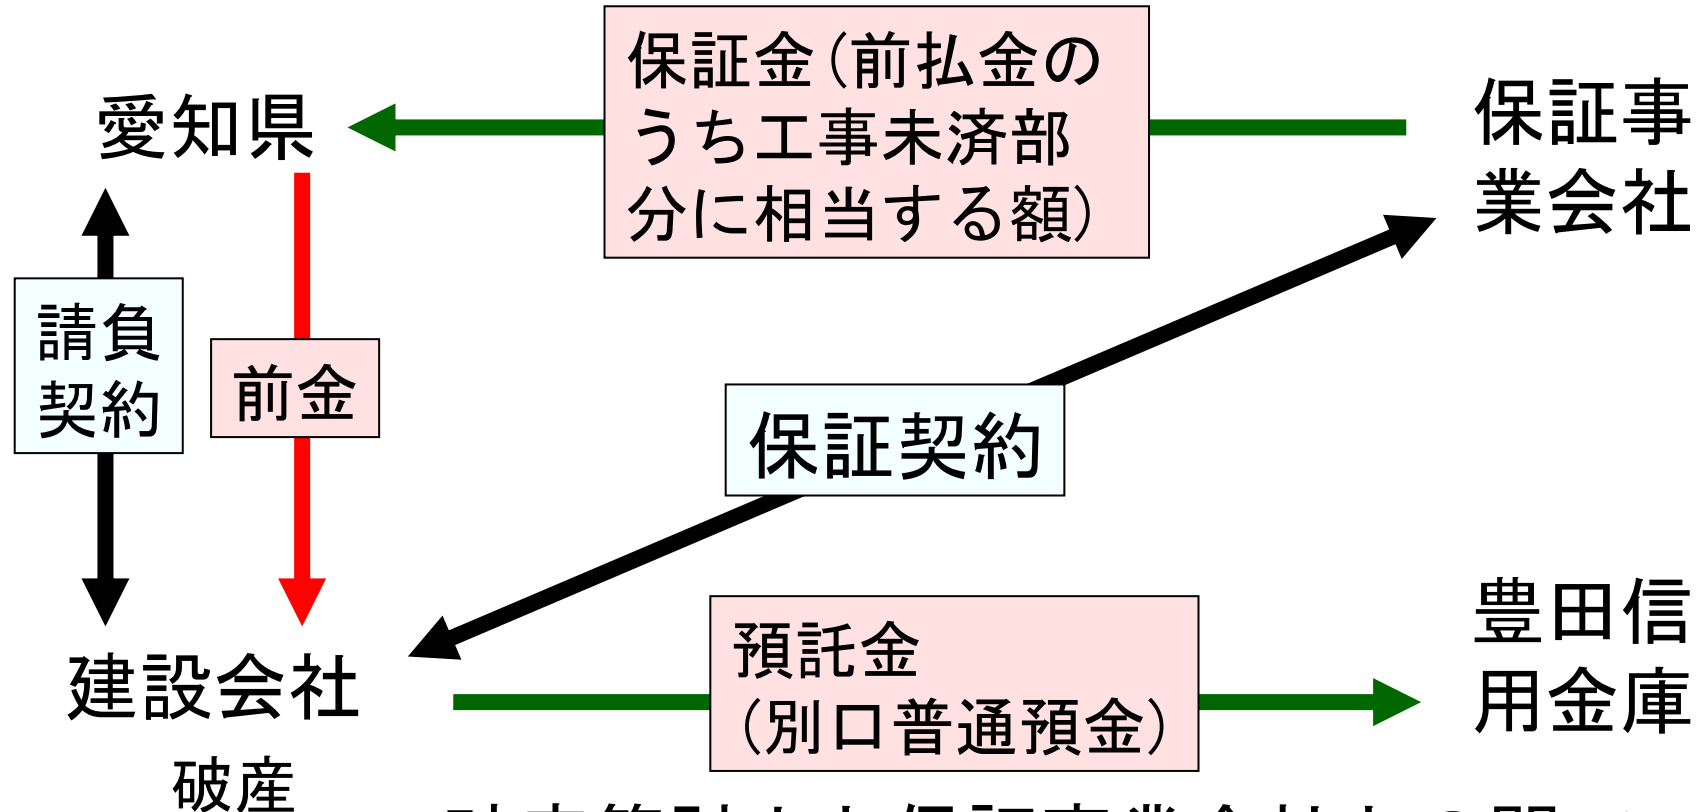 保証金(前払金の
うち工事未済部
分に相当する額)
愛知県
保証事
業会社
請負
契約
前金
保証契約
建設会社
破産
預託金
(別口普通預金)
豊田信
用金庫